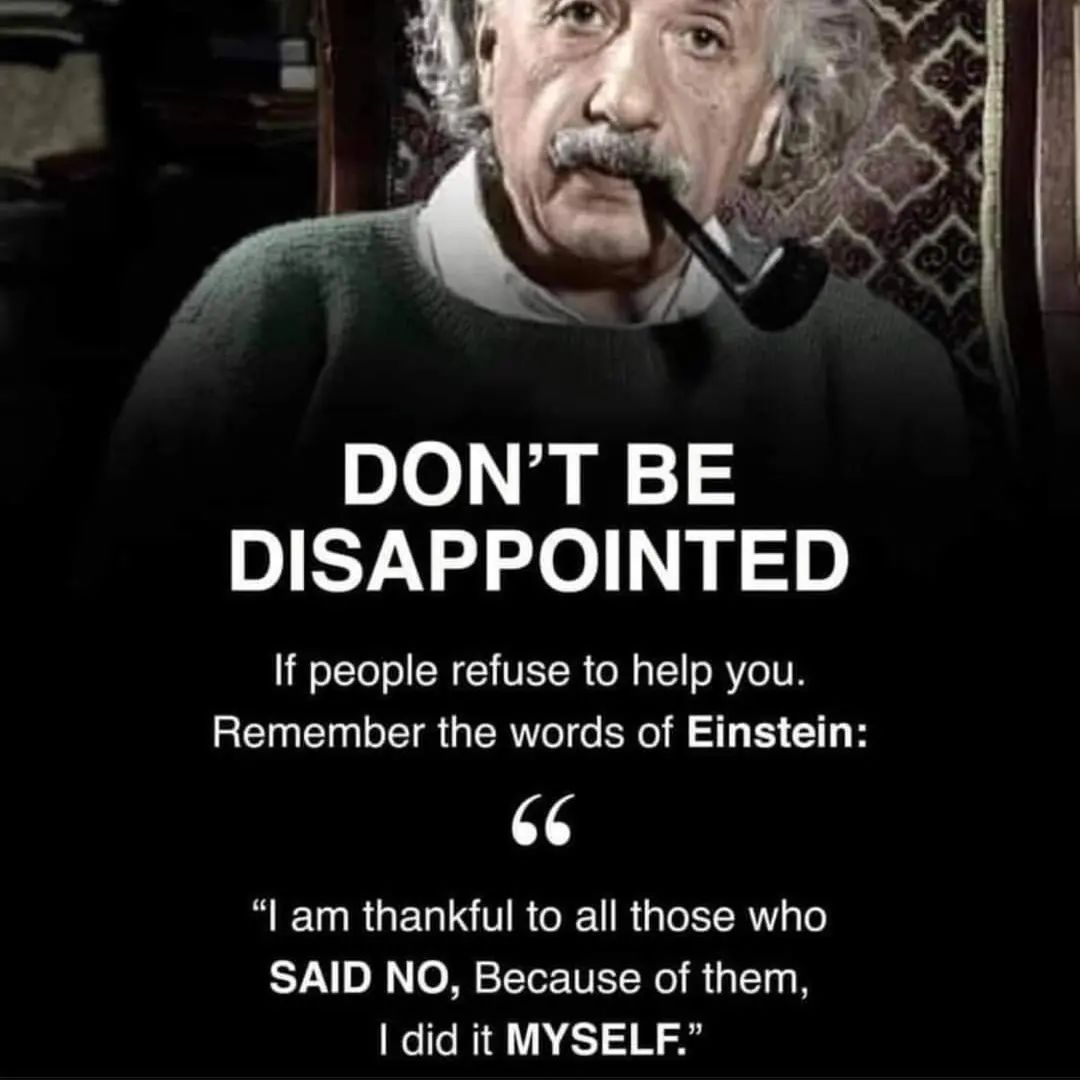 DON’T BE
DISAPPOINTED
If people refuse to help you.
Remember the words of Einstein:
“
“I am thankful to all those who
SAID NO, Because of them,
I did it MYSELF.”